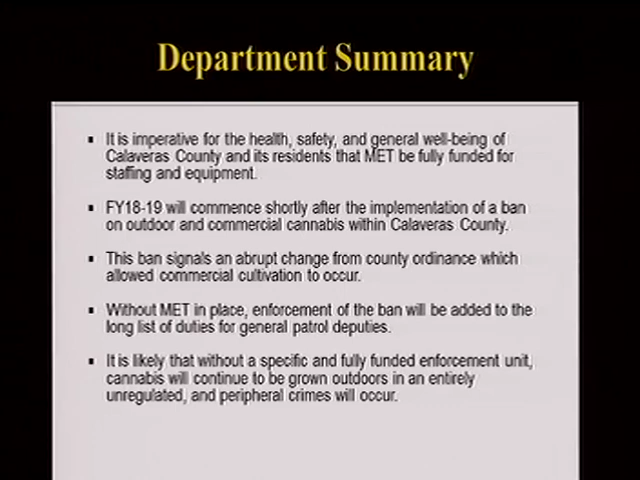 Department Summary
▪ It is imperative for the health, safety, and general well-being of
Calaveras County and its residents that MET be fully funded for
staffing and equipment.
▪ FY18-19 will commence shortly after the implementation of a ban
on outdoor and commercial cannabis within Calaveras County.
▪ This ban signals an abrupt change from county ordinance which
allowed commercial cultivation to occur.
▪ Without MET in place, enforcement of the ban will be added to the
long list of duties for general patrol deputies.
▪ It is likely that without a specific and fully funded enforcement unit,
cannabis will continue to be grown outdoors in an entirely
unregulated, and peripheral crimes will occur.